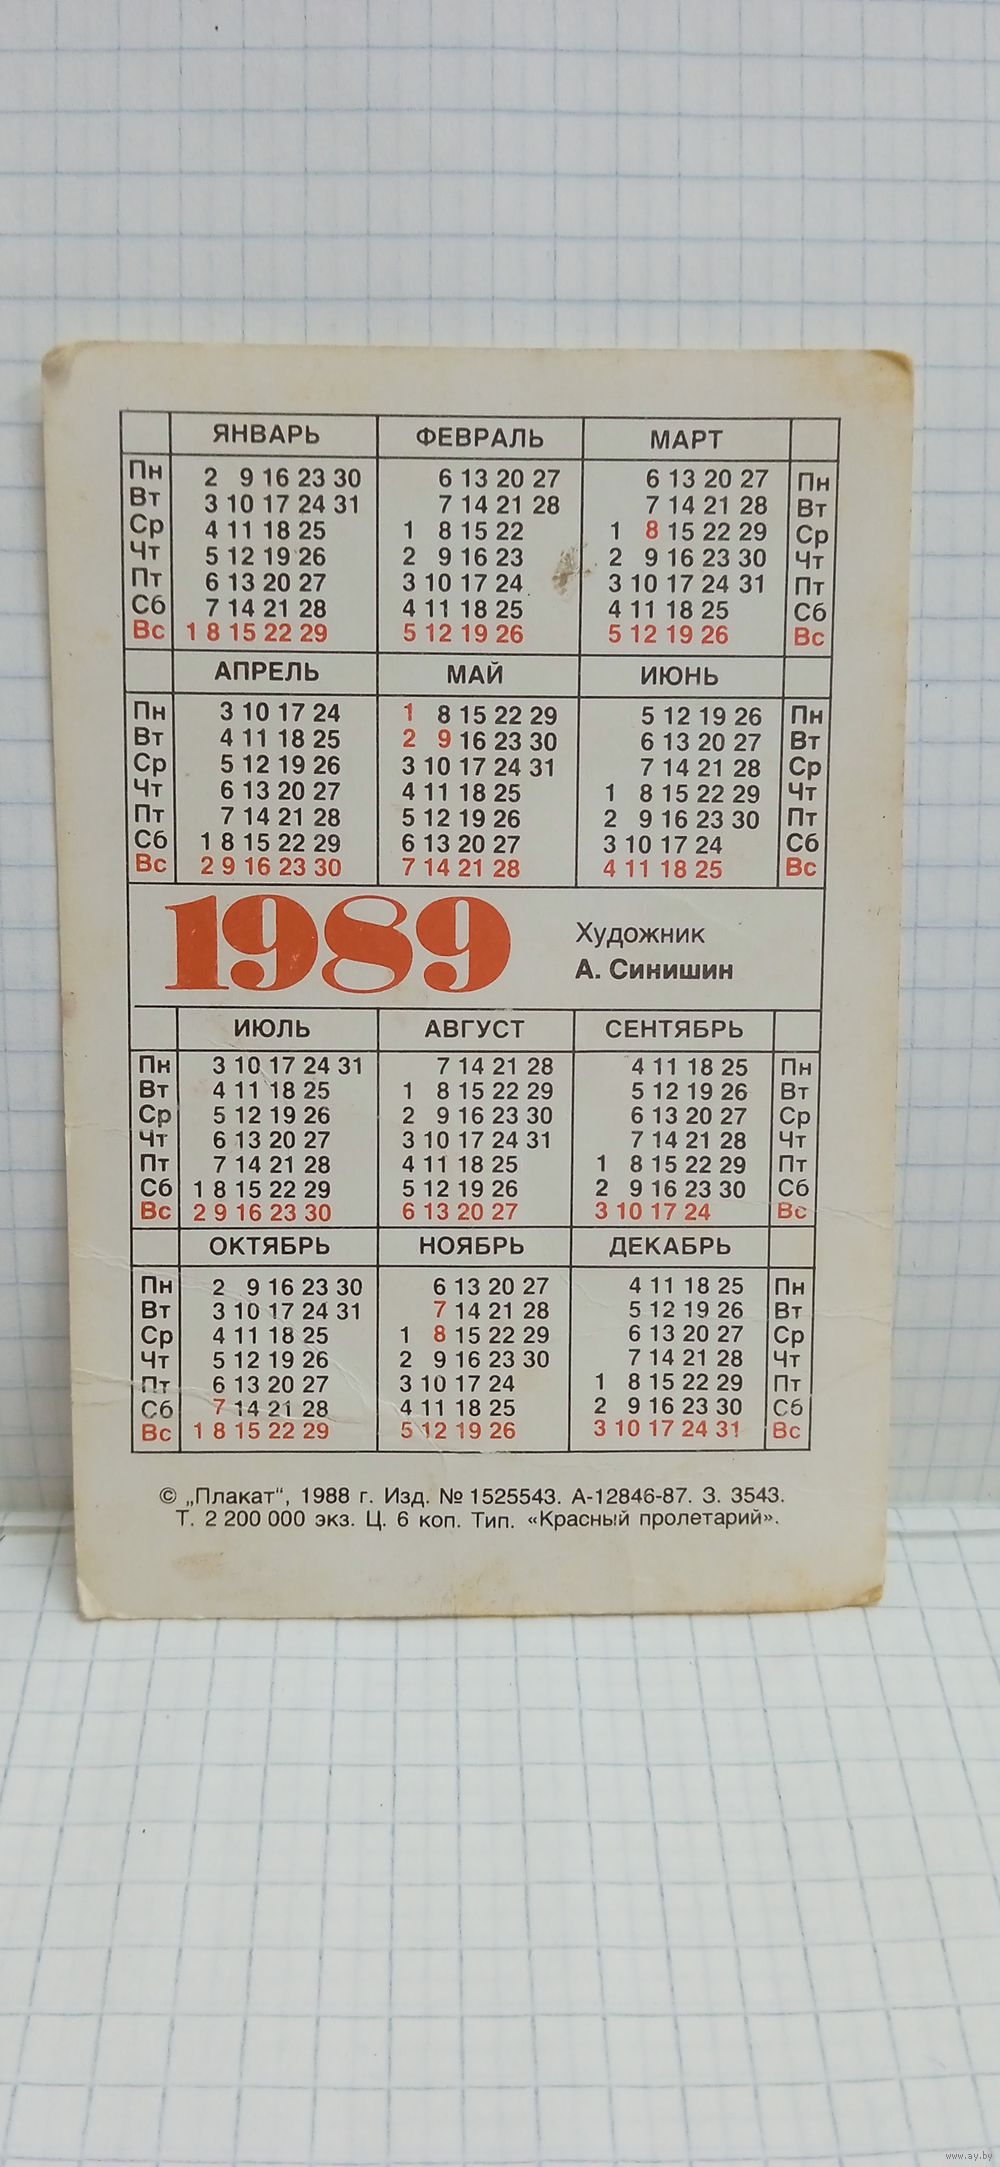 ЯНВАРЬ ФЕВРАЛЬ МАРТ
Пн 2 9 16 23 30 6 13 20 27 6 13 20 27 Пн
Вт 3 10 17 24 31 7 14 21 28 7 14 21 28 Вт
Ср 4 11 18 25 1 8 15 22 1 8 15 22 29 Ср
Чт 5 12 19 26 2 9 16 23 2 9 16 23 30 Чт
Пт 6 13 20 27 3 10 17 24 3 10 17 24 31 Пт
Сб 7 14 21 28 4 11 18 25 4 11 18 25 Сб
Вс 1 8 15 22 29 5 12 19 26 5 12 19 26 Вс
АПРЕЛЬ МАЙ ИЮНЬ
Пн 3 10 17 24 1 8 15 22 29 5 12 19 26 Пн
Вт 4 11 18 25 2 9 16 23 30 6 13 20 27 Вт
Ср 5 12 19 26 3 10 17 24 31 7 14 21 28 Ср
Чт 6 13 20 27 4 11 18 25 1 8 15 22 29 Чт
Пт 7 14 21 28 5 12 19 26 2 9 16 23 30 Пт
Сб 1 8 15 22 29 6 13 20 27 3 10 17 24 Сб
Вс 2 9 16 23 30 7 14 21 28 4 11 18 25 Вс
1989
Художник
А. Синишин
ИЮЛЬ АВГУСТ СЕНТЯБРЬ
Пн 3 10 17 24 31 7 14 21 28 4 11 18 25 Пн
Вт 4 11 18 25 1 8 15 22 29 5 12 19 26 Вт
Ср 5 12 19 26 2 9 16 23 30 6 13 20 27 Ср
Чт 6 13 20 27 3 10 17 24 31 7 14 21 28 Чт
Пт 7 14 21 28 4 11 18 25 1 8 15 22 29 Пт
Сб 1 8 15 22 29 5 12 19 26 2 9 16 23 30 Сб
Вс 2 9 16 23 30 6 13 20 27 3 10 17 24 Вс
ОКТЯБРЬ НОЯБРЬ ДЕКАБРЬ
Пн 2 9 16 23 30 6 13 20 27 4 11 18 25 Пн
Вт 3 10 17 24 31 7 14 21 28 5 12 19 26 Вт
Ср 4 11 18 25 1 8 15 22 29 6 13 20 27 Ср
Чт 5 12 19 26 2 9 16 23 30 7 14 21 28 Чт
Пт 6 13 20 27 3 10 17 24 1 8 15 22 29 Пт
Сб 7 14 21 28 4 11 18 25 2 9 16 23 30 Сб
Вс 1 8 15 22 29 5 12 19 26 3 10 17 24 31 Вс
© „Плакат“, 1988 г. Изд. № 1525543. А-12846-87. З. 3543.
Т. 2 200 000 экз. Ц. 6 коп. Тип. «Красный пролетарий».
www.ay.by